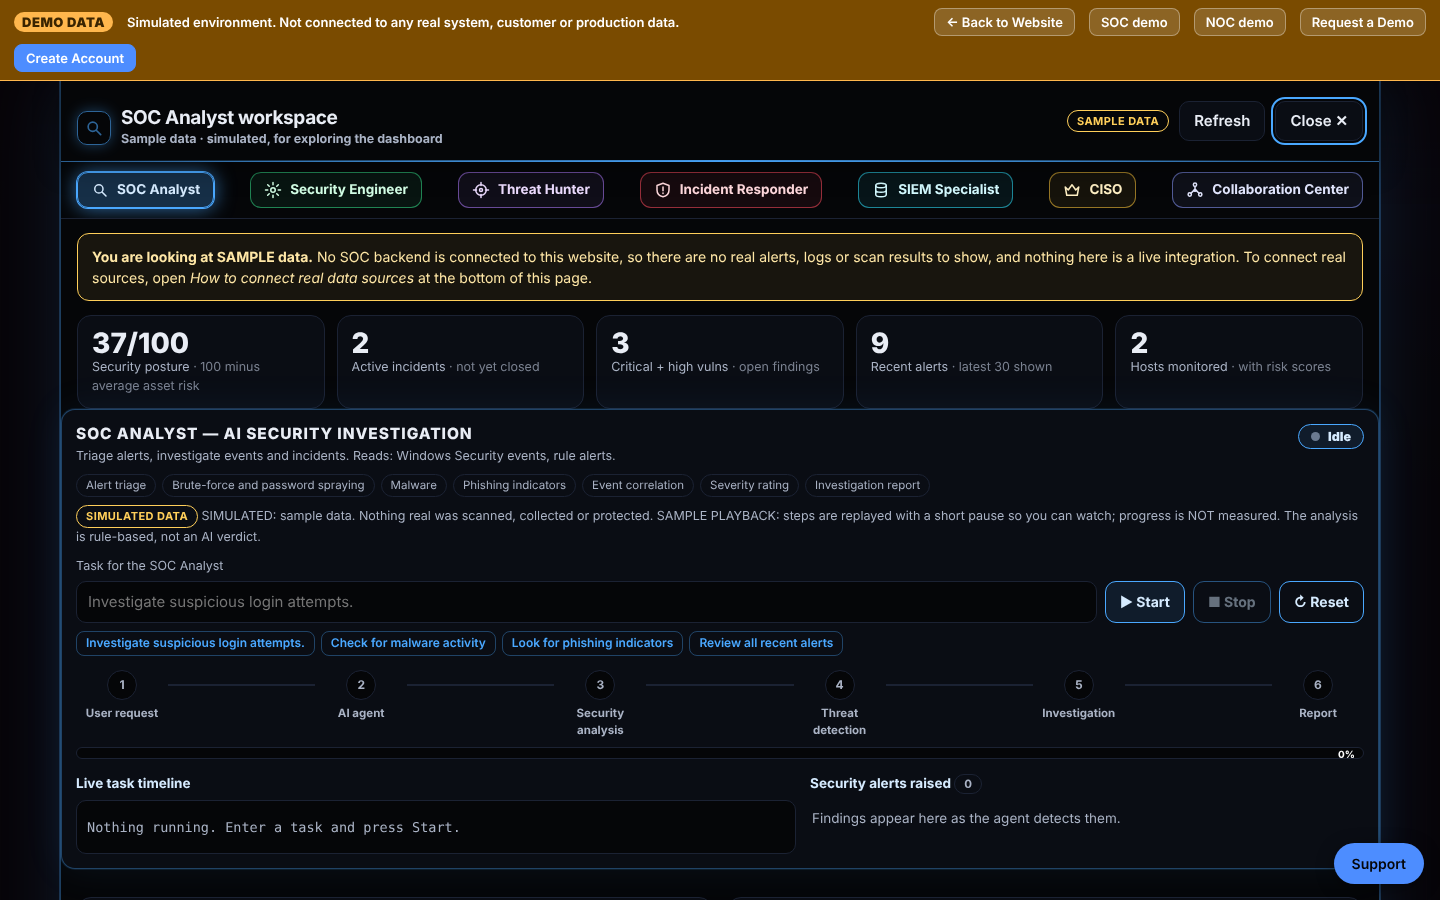 DEMO DATA Simulated environment. Not connected to any real system, customer or production data. ← Back to Website SOC demo NOC demo Request a Demo
Create Account
SOC Analyst workspace
Sample data · simulated, for exploring the dashboard
SAMPLE DATA Refresh Close ✕
SOC Analyst Security Engineer Threat Hunter Incident Responder SIEM Specialist CISO Collaboration Center
You are looking at SAMPLE data. No SOC backend is connected to this website, so there are no real alerts, logs or scan results to show, and nothing here is a live integration. To connect real
sources, open How to connect real data sources at the bottom of this page.
37/100
Security posture · 100 minus
average asset risk
2
Active incidents · not yet closed
3
Critical + high vulns · open findings
9
Recent alerts · latest 30 shown
2
Hosts monitored · with risk scores
SOC ANALYST — AI SECURITY INVESTIGATION
Idle
Triage alerts, investigate events and incidents. Reads: Windows Security events, rule alerts.
Alert triage Brute-force and password spraying Malware Phishing indicators Event correlation Severity rating Investigation report
SIMULATED DATA SIMULATED: sample data. Nothing real was scanned, collected or protected. SAMPLE PLAYBACK: steps are replayed with a short pause so you can watch; progress is NOT measured. The analysis
is rule-based, not an AI verdict.
Task for the SOC Analyst
Investigate suspicious login attempts. ▶ Start ■ Stop ↻ Reset
Investigate suspicious login attempts. Check for malware activity Look for phishing indicators Review all recent alerts
1 2 3 4 5 6
User request AI agent Security analysis Threat detection Investigation Report
0%
Live task timeline
Nothing running. Enter a task and press Start.
Security alerts raised 0
Findings appear here as the agent detects them.
Support